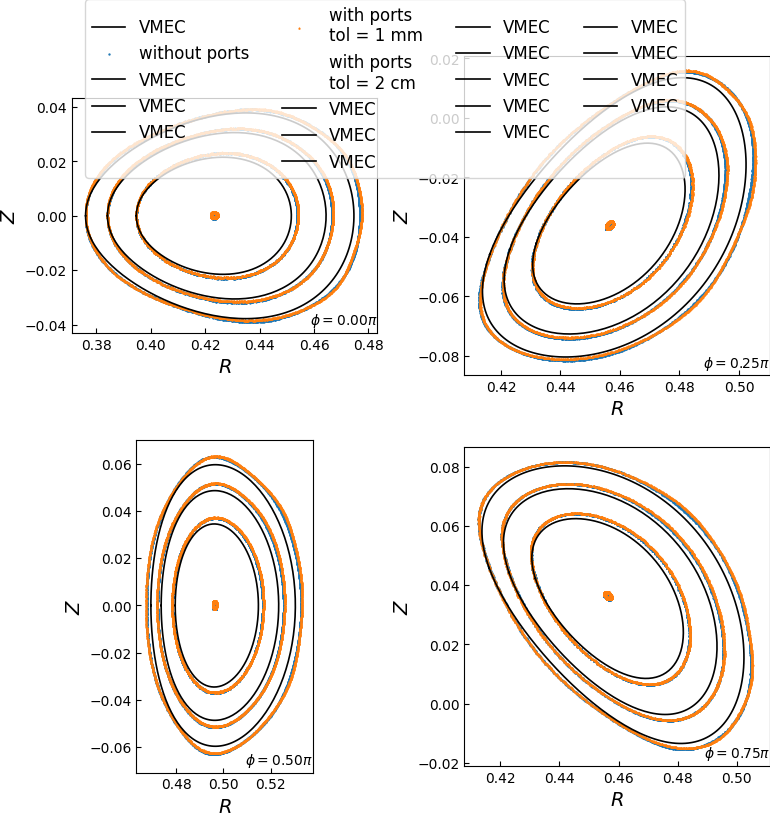 VMEC
without ports
VMEC
VMEC
VMEC
with ports
tol = 1 mm
with ports
tol = 2 cm
VMEC
VMEC
VMEC
VMEC
VMEC
VMEC
VMEC
VMEC
VMEC
VMEC
VMEC
VMEC
0.04
0.02
0.00
−0.02
−0.04
Z
0.38 0.40 0.42 0.44 0.46 0.48
R
ϕ = 0.00π
0.02
0.00
−0.02
−0.04
−0.06
−0.08
Z
0.42 0.44 0.46 0.48 0.50
R
ϕ = 0.25π
0.06
0.04
0.02
0.00
−0.02
−0.04
−0.06
Z
0.48 0.50 0.52
R
ϕ = 0.50π
0.08
0.06
0.04
0.02
0.00
−0.02
Z
0.42 0.44 0.46 0.48 0.50
R
ϕ = 0.75π